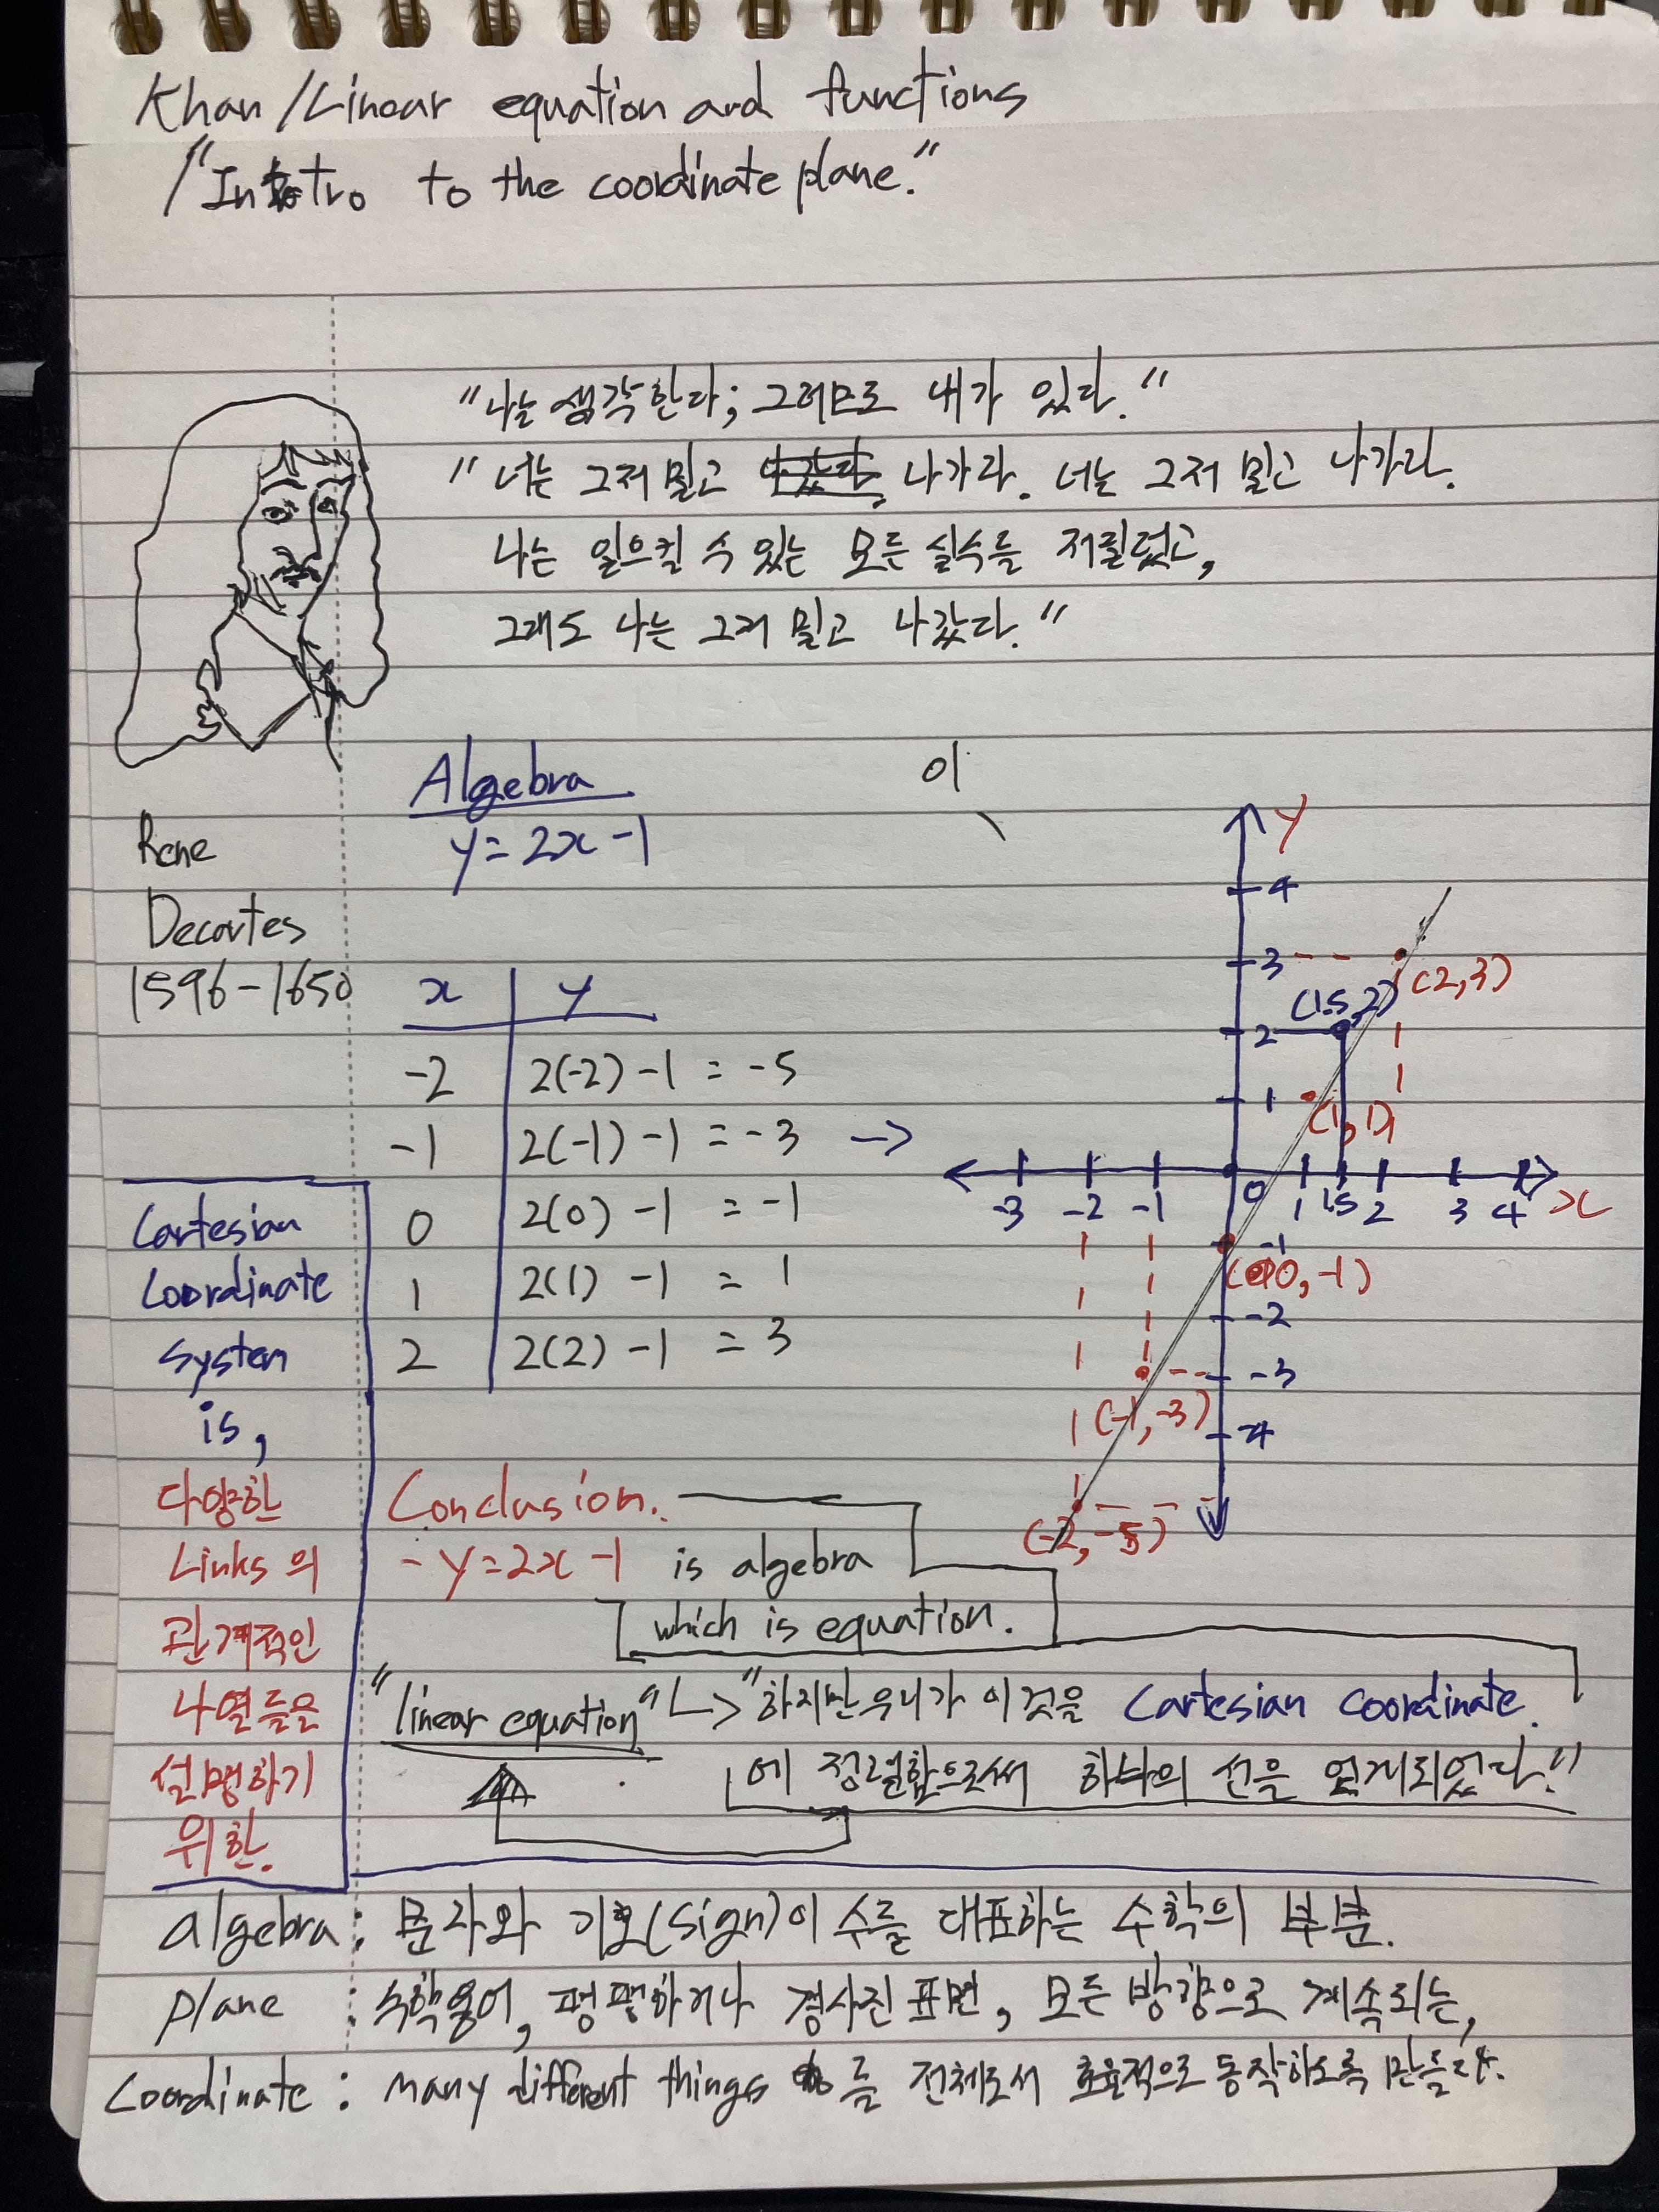 Khan/Linear equation and functions
/"Intro to the coordinate plane."
"나는 생각한다; 그러므로 내가 있다."
"너는 그저 밀고 나가라. 너는 그저 밀고 나가라.
나는 일으킬 수 있는 모든 실수를 저질렀고,
그래도 나는 그저 밀고 나갔다."
Rene
Decartes
1596-1650
Algebra
y=2x-1
이
x y
-2 2(-2)-1 = -5
-1 2(-1)-1 = -3 →
0 2(0)-1 = -1
1 2(1)-1 = 1
2 2(2)-1 = 3
y
4
3
(2,3)
(1.5,2)
2
1
(1,1)
-3 -2 -1 0 1 1.5 2 3 4 x
-1
(0,-1)
-2
-3
(-1,-3)
-4
(-2,-5)
Cartesian
Coordinate
System
is,
다양한
Links의
관계적인
나열들을
설명하기
위한.
Conclusion.
- y=2x-1 is algebra
which is equation.
"linear equation" ↳ "하지만 우리가 이것을 Cartesian Coordinate.
에 정렬함으로써 하나의 선을 얻게되었다."
algebra: 문자와 기호(sign)이 수를 대표하는 수학의 부분.
plane : 수학용어, 평평하거나 경사진 표면, 모든 방향으로 계속되는,
Coordinate: many different things 를 전체로서 효율적으로 동작하도록 만들다.